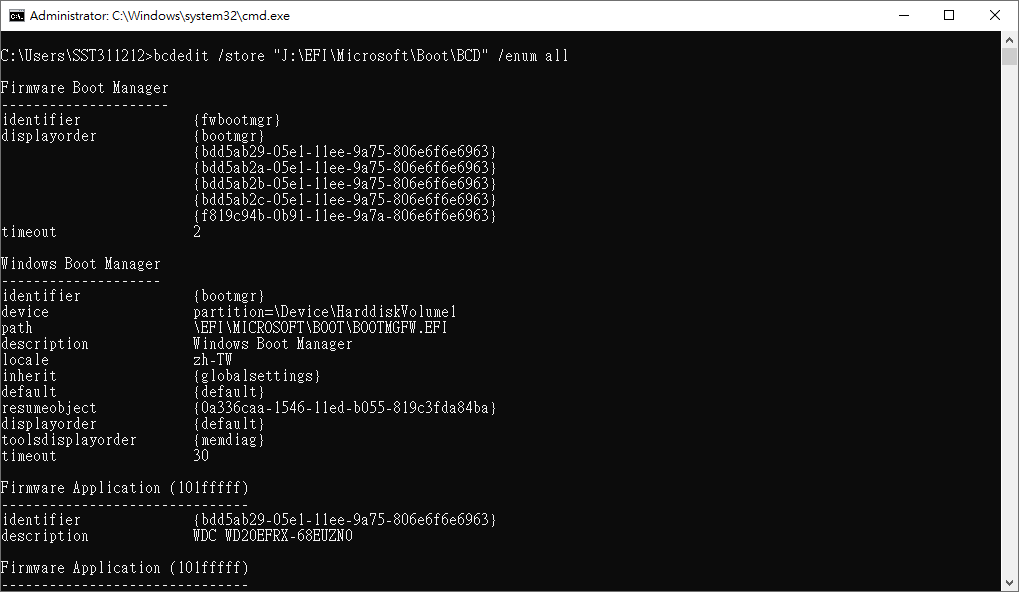 Administrator: C:\Windows\system32\cmd.exe
C:\Users\SST311212>bcdedit /store "J:\EFI\Microsoft\Boot\BCD" /enum all
Firmware Boot Manager
---------------------
identifier              {fwbootmgr}
displayorder            {bootmgr}
                        {bdd5ab29-05e1-11ee-9a75-806e6f6e6963}
                        {bdd5ab2a-05e1-11ee-9a75-806e6f6e6963}
                        {bdd5ab2b-05e1-11ee-9a75-806e6f6e6963}
                        {bdd5ab2c-05e1-11ee-9a75-806e6f6e6963}
                        {f819c94b-0b91-11ee-9a7a-806e6f6e6963}
timeout                 2
Windows Boot Manager
--------------------
identifier              {bootmgr}
device                  partition=\Device\HarddiskVolume1
path                    \EFI\MICROSOFT\BOOT\BOOTMGFW.EFI
description             Windows Boot Manager
locale                  zh-TW
inherit                 {globalsettings}
default                 {default}
resumeobject            {0a336caa-1546-11ed-b055-819c3fda84ba}
displayorder            {default}
toolsdisplayorder       {memdiag}
timeout                 30
Firmware Application (101fffff)
-------------------------------
identifier              {bdd5ab29-05e1-11ee-9a75-806e6f6e6963}
description             WDC WD20EFRX-68EUZN0
Firmware Application (101fffff)
-------------------------------